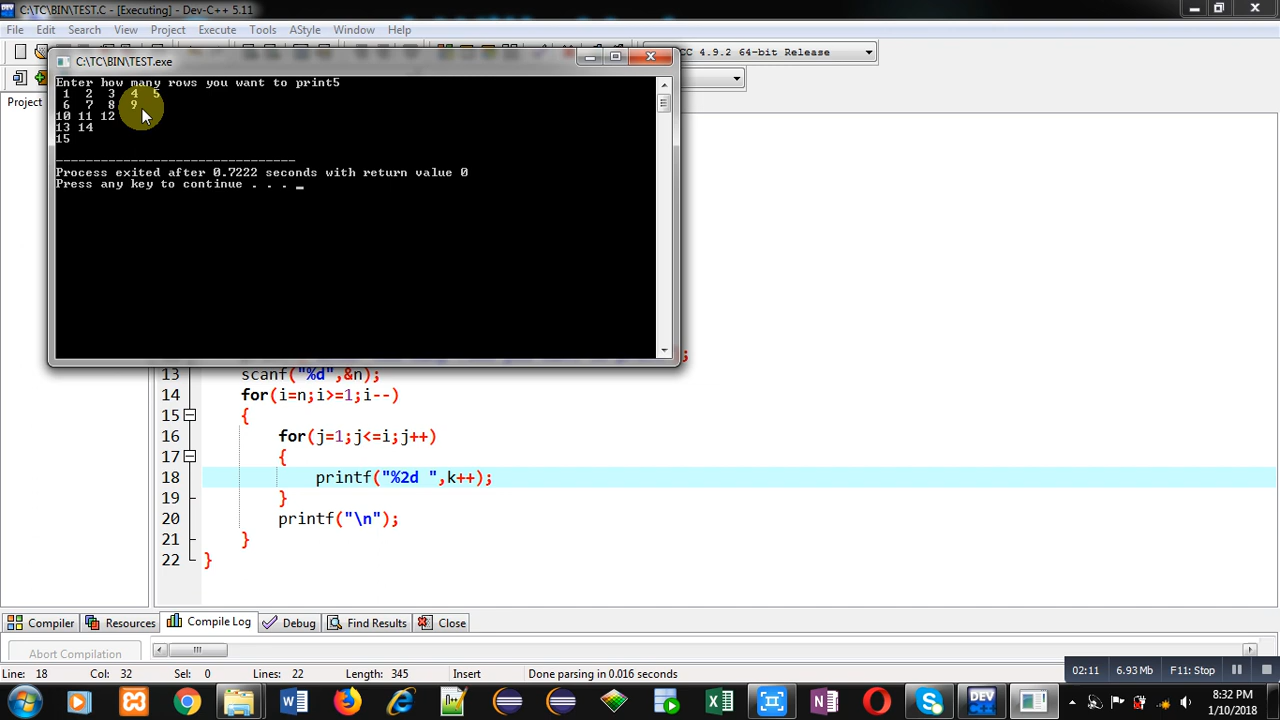 C:\TC\BIN\TEST.C - [Executing] - Dev-C++ 5.11
File Edit Search View Project Execute Tools AStyle Window Help
CC 4.9.2 64-bit Release
C:\TC\BIN\TEST.exe
Project
Enter how many rows you want to print5
1 2 3 4 5
6 7 8 9
10 11 12
13 14
15
--------------------------------
Process exited after 0.7222 seconds with return value 0
Press any key to continue . . . _
13 scanf("%d",&n);
14 for(i=n;i>=1;i--)
15 {
16 for(j=1;j<=i;j++)
17 {
18 printf("%2d ",k++);
19 }
20 printf("\n");
21 }
22 }
Compiler Resources Compile Log Debug Find Results Close
Abort Compilation
Line: 18 Col: 32 Sel: 0 Lines: 22 Length: 345 Insert Done parsing in 0.016 seconds
02:11 6.93 Mb F11: Stop
8:32 PM
1/10/2018